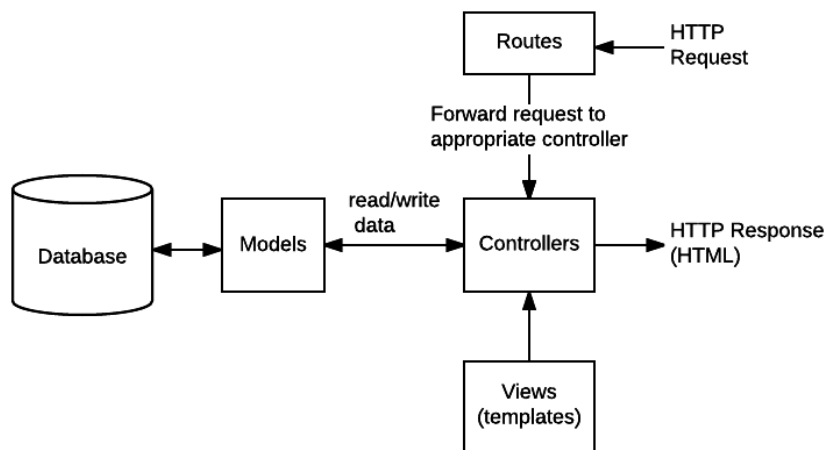 Routes
HTTP
Request
Forward request to
appropriate controller
read/write
data
Database
Models
Controllers
HTTP Response
(HTML)
Views
(templates)